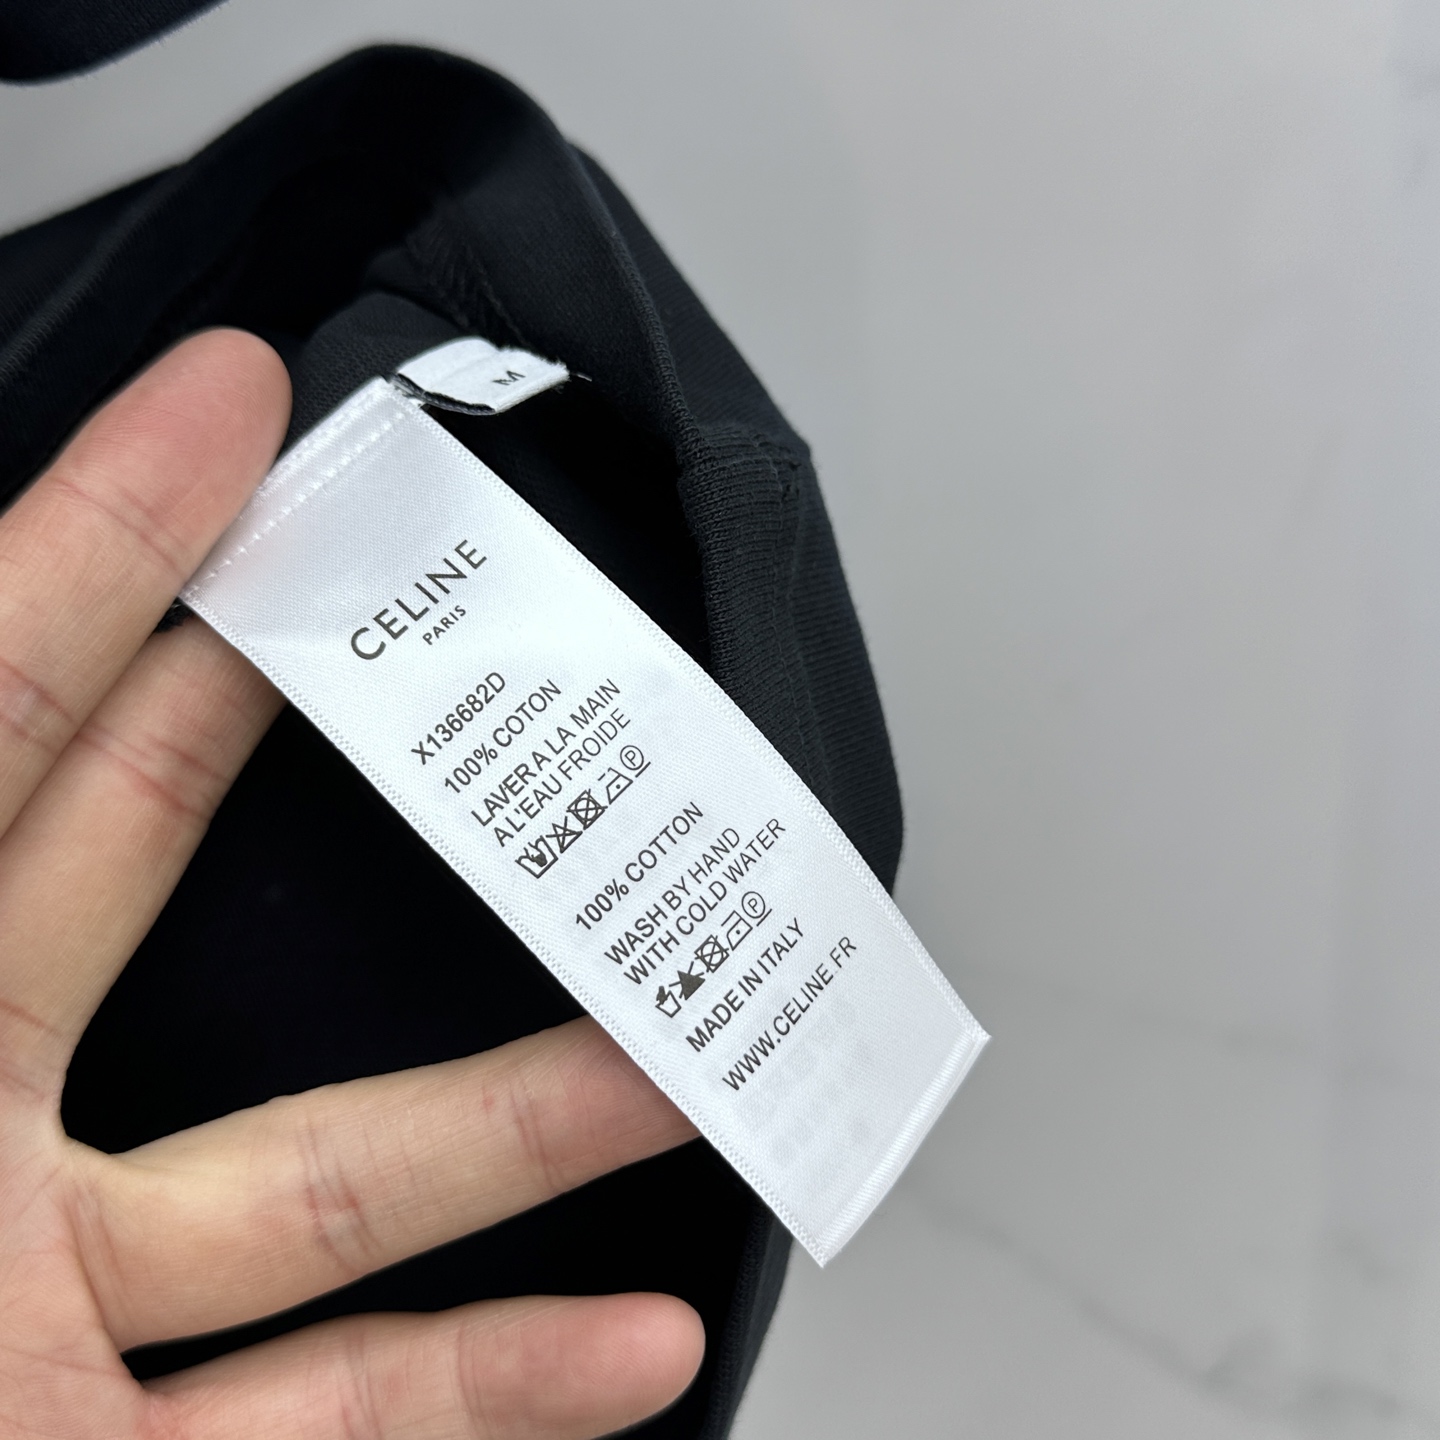 M
CELINE
PARIS
X136682D
100% COTON
LAVER A LA MAIN
A L'EAU FROIDE
P
100% COTTON
WASH BY HAND
WITH COLD WATER
P
MADE IN ITALY
WWW.CELINE.FR